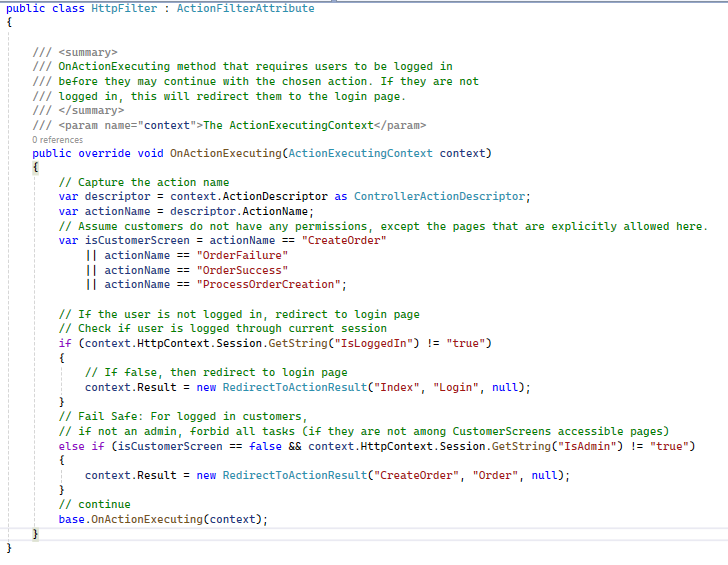 public class HttpFilter : ActionFilterAttribute
{
/// <summary>
/// OnActionExecuting method that requires users to be logged in
/// before they may continue with the chosen action. If they are not
/// logged in, this will redirect them to the login page.
/// </summary>
/// <param name="context">The ActionExecutingContext</param>
0 references
public override void OnActionExecuting(ActionExecutingContext context)
{
// Capture the action name
var descriptor = context.ActionDescriptor as ControllerActionDescriptor;
var actionName = descriptor.ActionName;
// Assume customers do not have any permissions, except the pages that are explicitly allowed here.
var isCustomerScreen = actionName == "CreateOrder"
|| actionName == "OrderFailure"
|| actionName == "OrderSuccess"
|| actionName == "ProcessOrderCreation";
// If the user is not logged in, redirect to login page
// Check if user is logged through current session
if (context.HttpContext.Session.GetString("IsLoggedIn") != "true")
{
// If false, then redirect to login page
context.Result = new RedirectToActionResult("Index", "Login", null);
}
// Fail Safe: For logged in customers,
// if not an admin, forbid all tasks (if they are not among CustomerScreens accessible pages)
else if (isCustomerScreen == false && context.HttpContext.Session.GetString("IsAdmin") != "true")
{
context.Result = new RedirectToActionResult("CreateOrder", "Order", null);
}
// continue
base.OnActionExecuting(context);
}
}